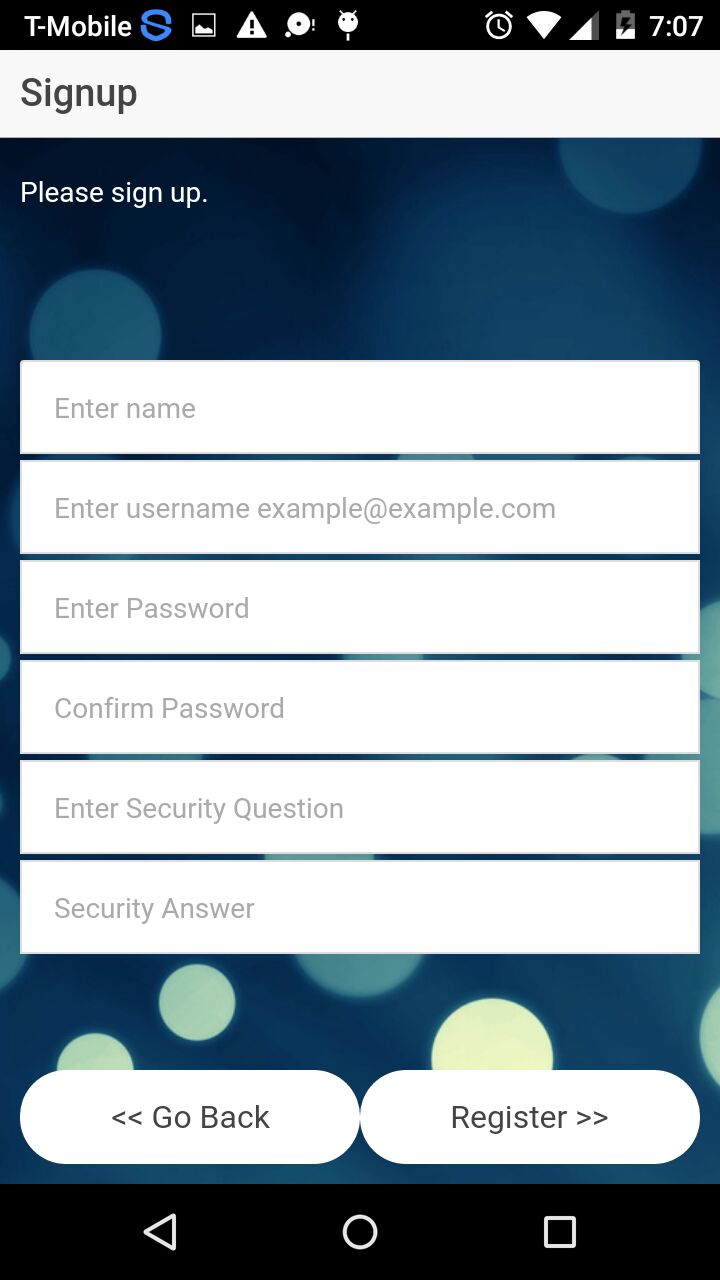 T-Mobile 7:07
Signup
Please sign up.
Enter name
Enter username example@example.com
Enter Password
Confirm Password
Enter Security Question
Security Answer
<< Go Back Register >>